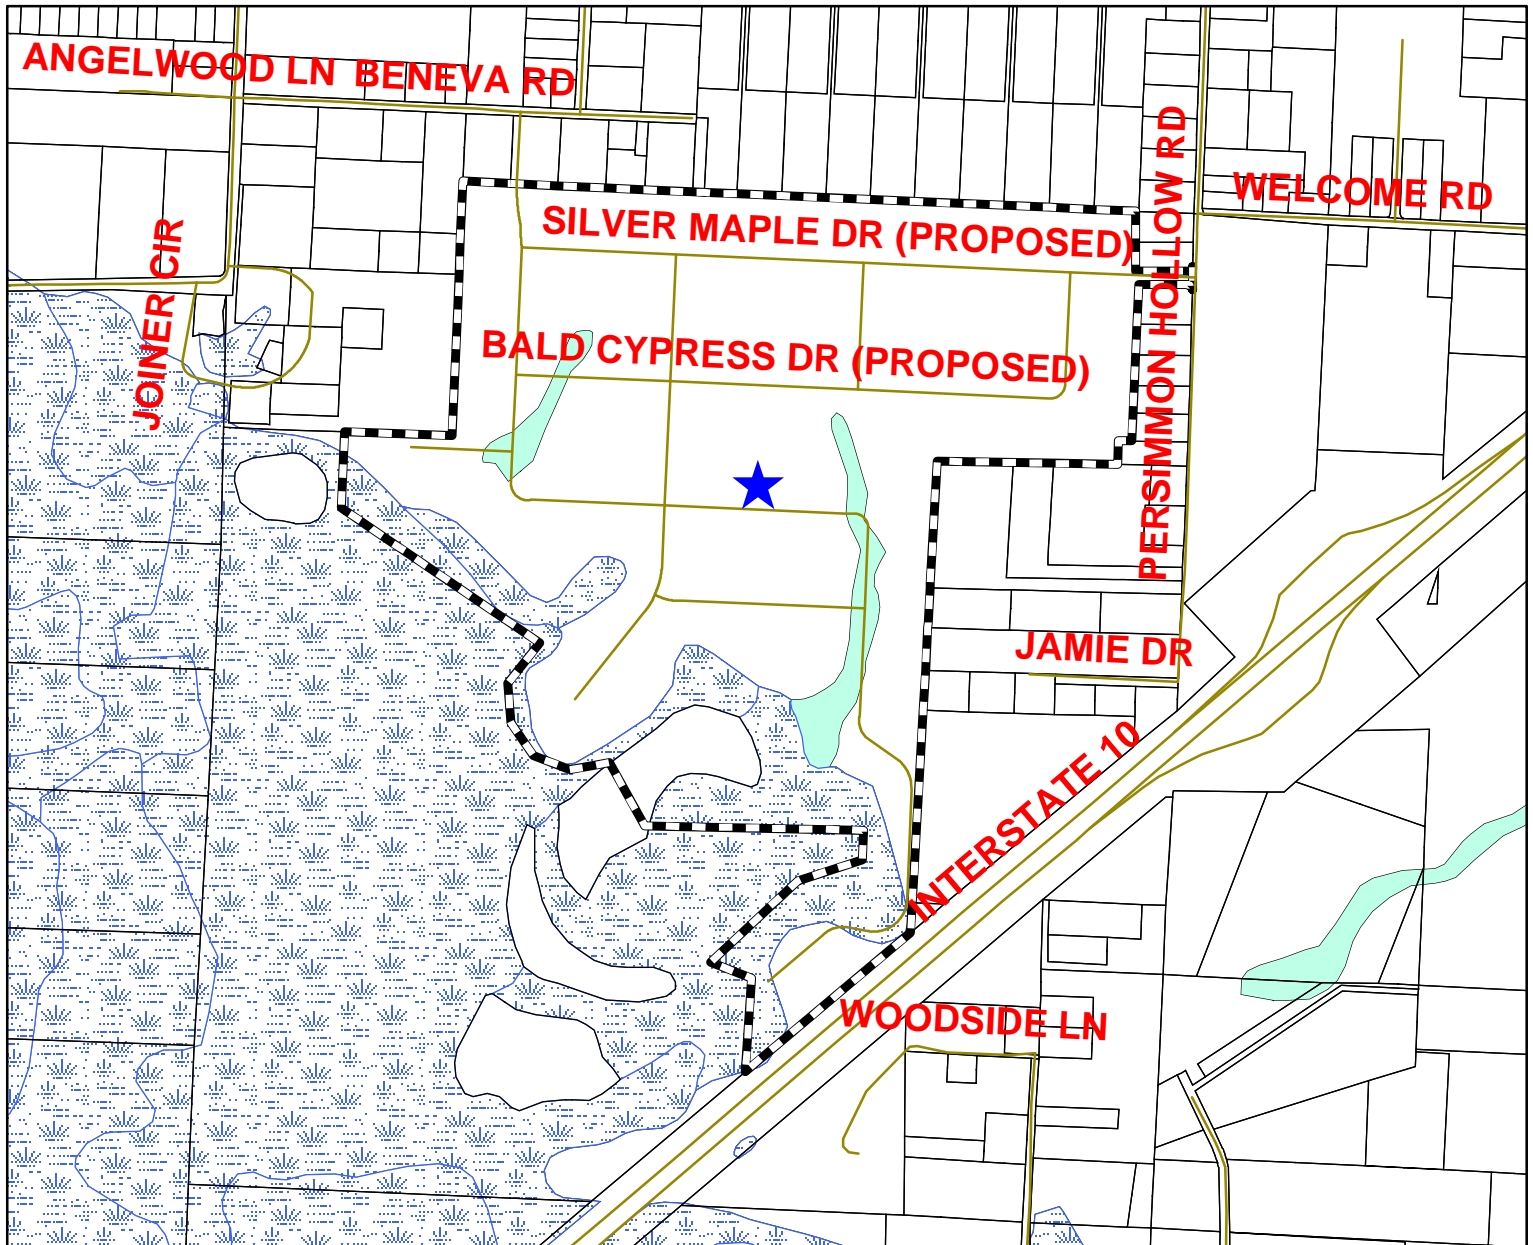 ANGELWOOD LN BENEVA RD
PERSIMMON HOLLOW RD
WELCOME RD
SILVER MAPLE DR (PROPOSED)
JOINER CIR
BALD CYPRESS DR (PROPOSED)
JAMIE DR
INTERSTATE 10
WOODSIDE LN